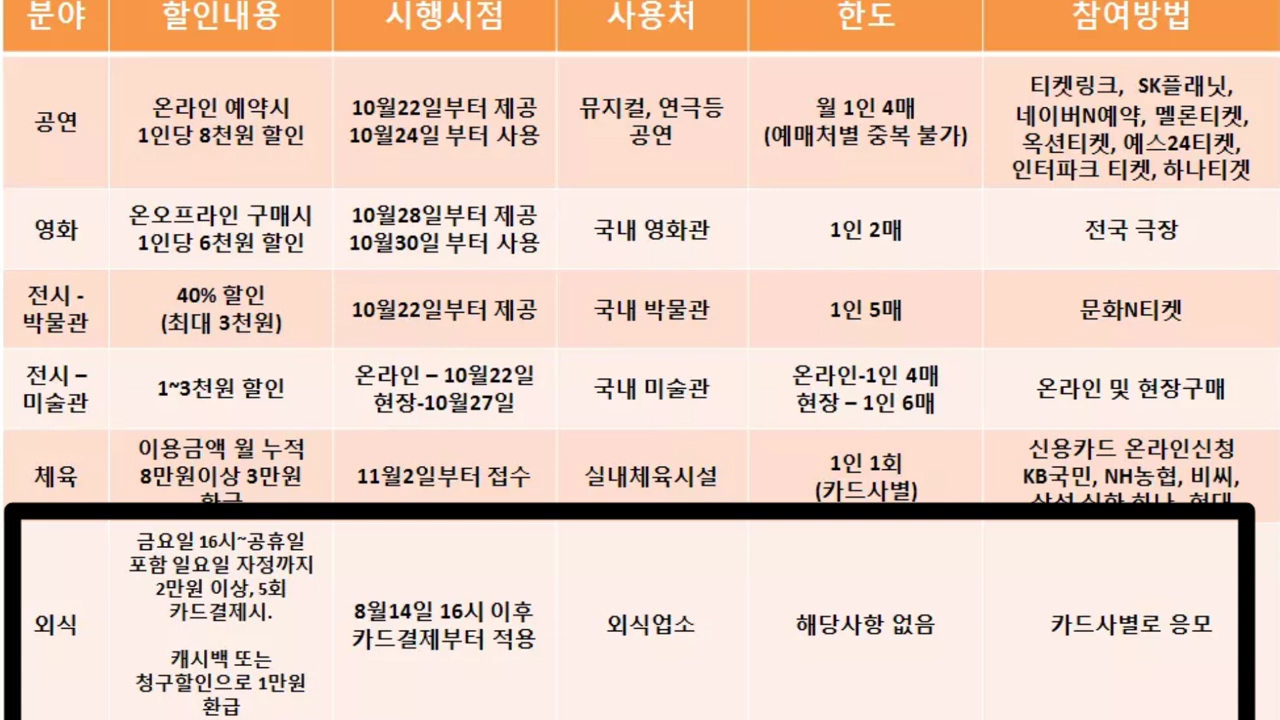 분야 할인내용 시행시점 사용처 한도 참여방법
공연
온라인 예약시
1인당 8천원 할인
10월22일부터 제공
10월24일 부터 사용
뮤지컬, 연극등
공연
월 1인 4매
(예매처별 중복 불가)
티켓링크, SK플래닛,
네이버N예약, 멜론티켓,
옥션티켓, 예스24티켓,
인터파크 티켓, 하나티겟
영화
온오프라인 구매시
1인당 6천원 할인
10월28일부터 제공
10월30일 부터 사용
국내 영화관
1인 2매
전국 극장
전시 -
박물관
40% 할인
(최대 3천원)
10월22일부터 제공
국내 박물관
1인 5매
문화N티켓
전시 –
미술관
1~3천원 할인
온라인 – 10월22일
현장-10월27일
국내 미술관
온라인-1인 4매
현장 – 1인 6매
온라인 및 현장구매
체육
이용금액 월 누적
8만원이상 3만원
환급
11월2일부터 접수
실내체육시설
1인 1회
(카드사별)
신용카드 온라인신청
KB국민, NH농협, 비씨,
삼성,신한,하나, 현대
외식
금요일 16시~공휴일
포함 일요일 자정까지
2만원 이상, 5회
카드결제시.
캐시백 또는
청구할인으로 1만원
환급
8월14일 16시 이후
카드결제부터 적용
외식업소
해당사항 없음
카드사별로 응모